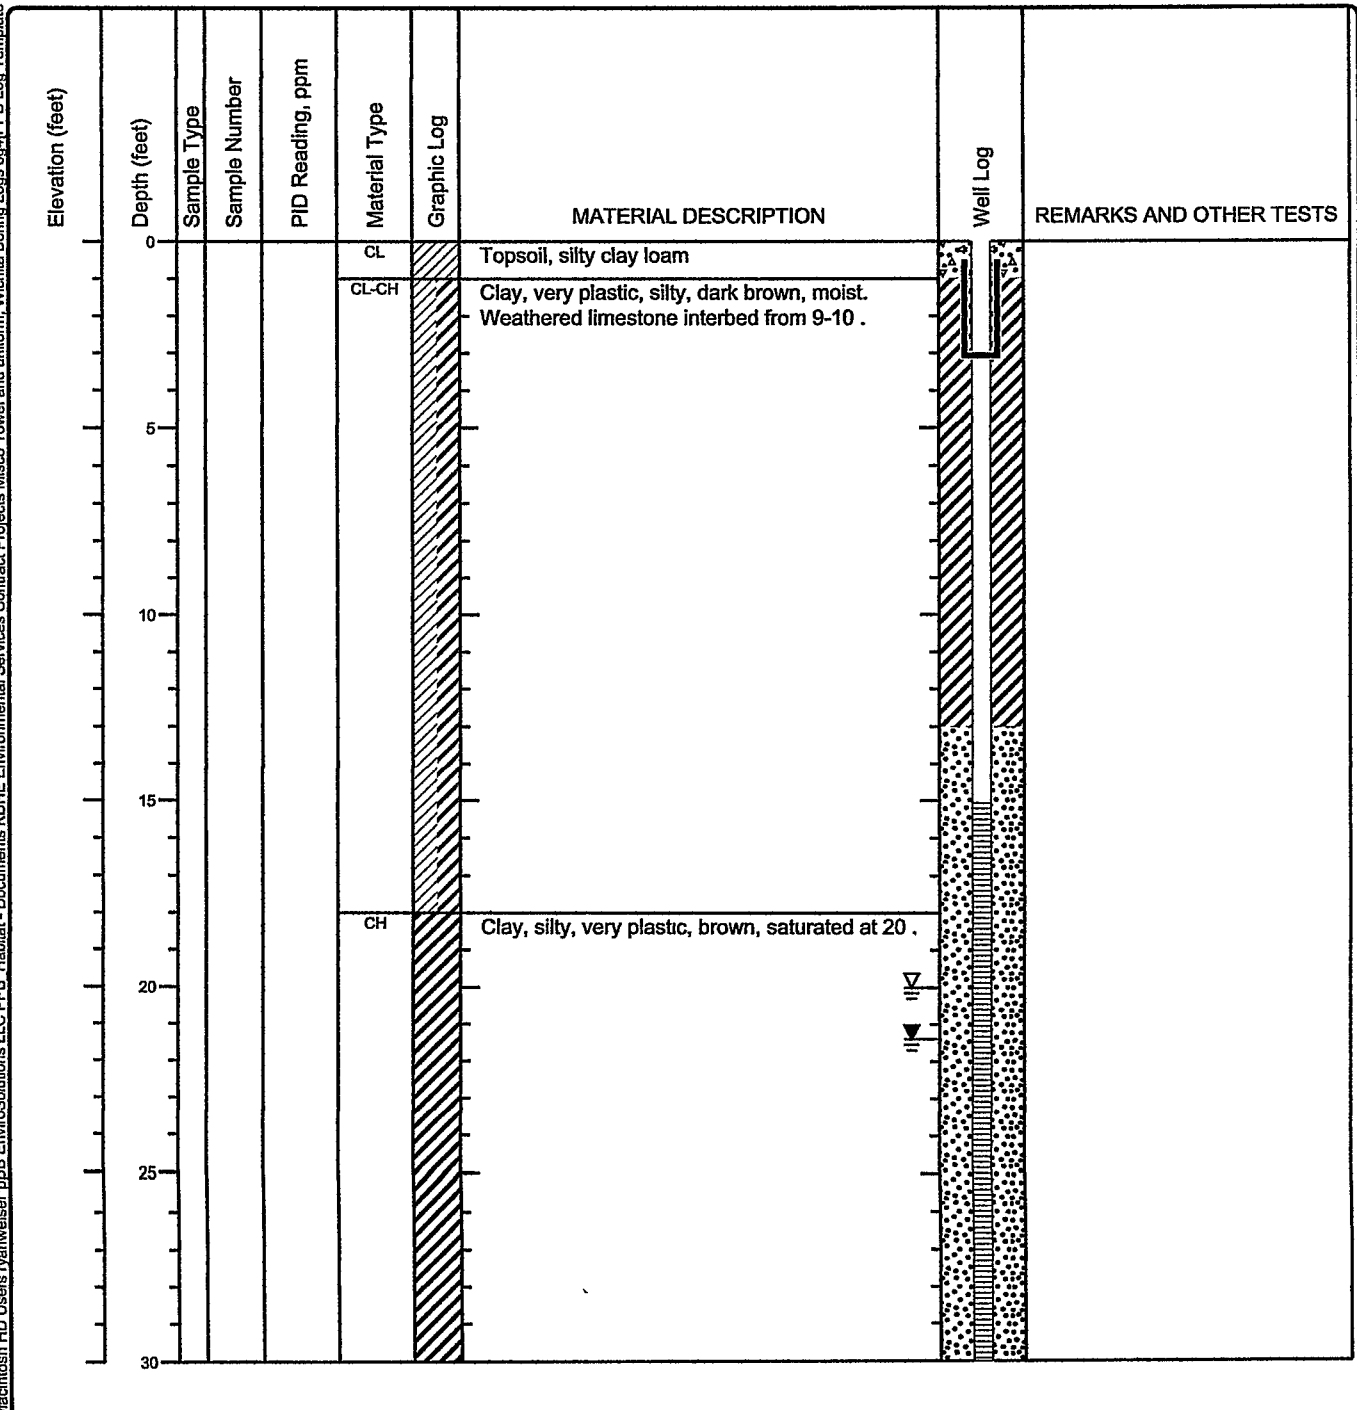 Elevation (feet)
Depth (feet)
Sample Type
Sample Number
PID Reading, ppm
Material Type
Graphic Log
MATERIAL DESCRIPTION
Well Log
REMARKS AND OTHER TESTS
0
CL
Topsoil, silty clay loam
CL-CH
Clay, very plastic, silty, dark brown, moist.
Weathered limestone interbed from 9-10 .
5
10
15
CH
Clay, silty, very plastic, brown, saturated at 20 .
20
25
30